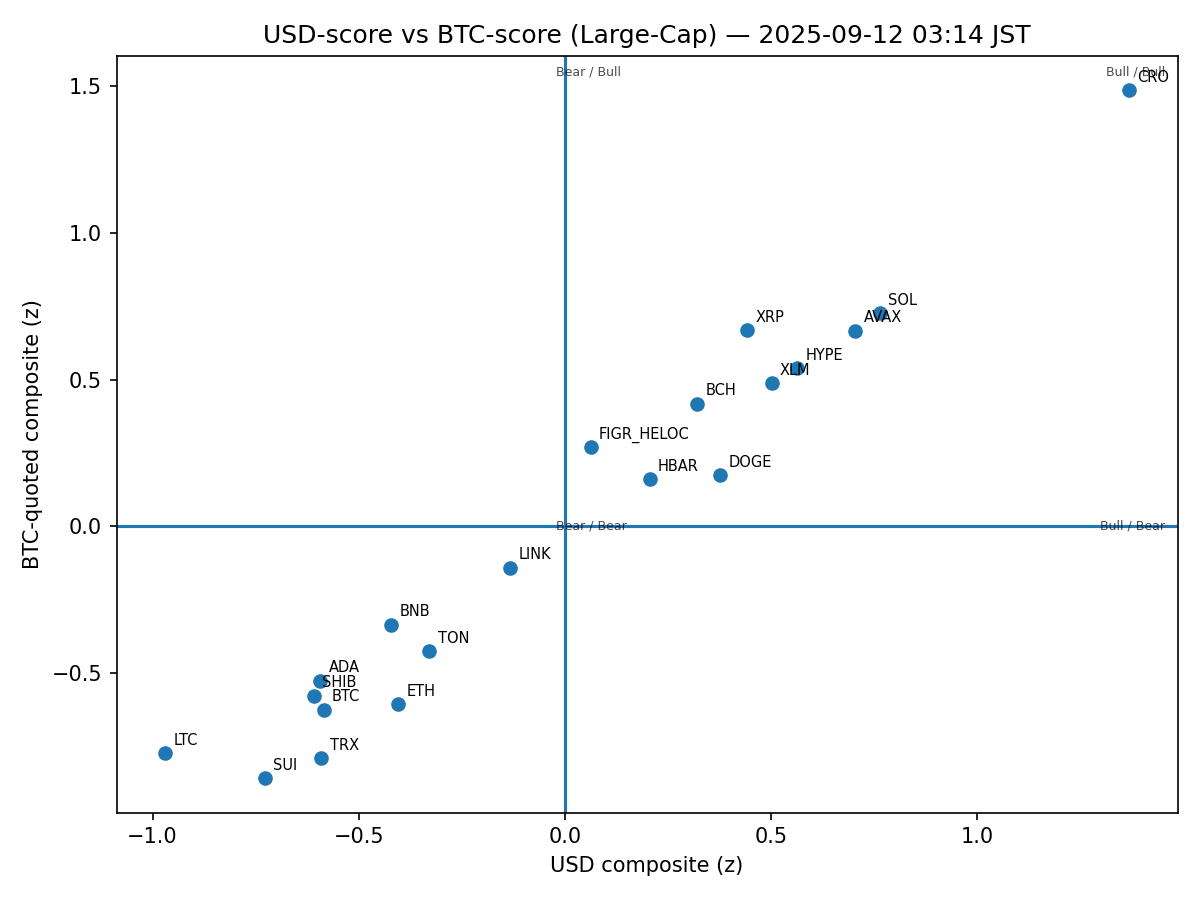 USD-score vs BTC-score (Large-Cap) — 2025-09-12 03:14 JST
Bear / Bull
Bull / Bull
CRO
1.5
1.0
SOL
XRP
AVAX
HYPE
XLM
0.5
BCH
FIGR_HELOC
HBAR
DOGE
0.0
Bear / Bear
Bull / Bear
LINK
BNB
TON
ADA
−0.5
SHIB
BTC
ETH
LTC
TRX
SUI
BTC-quoted composite (z)
−1.0
−0.5
0.0
0.5
1.0
USD composite (z)